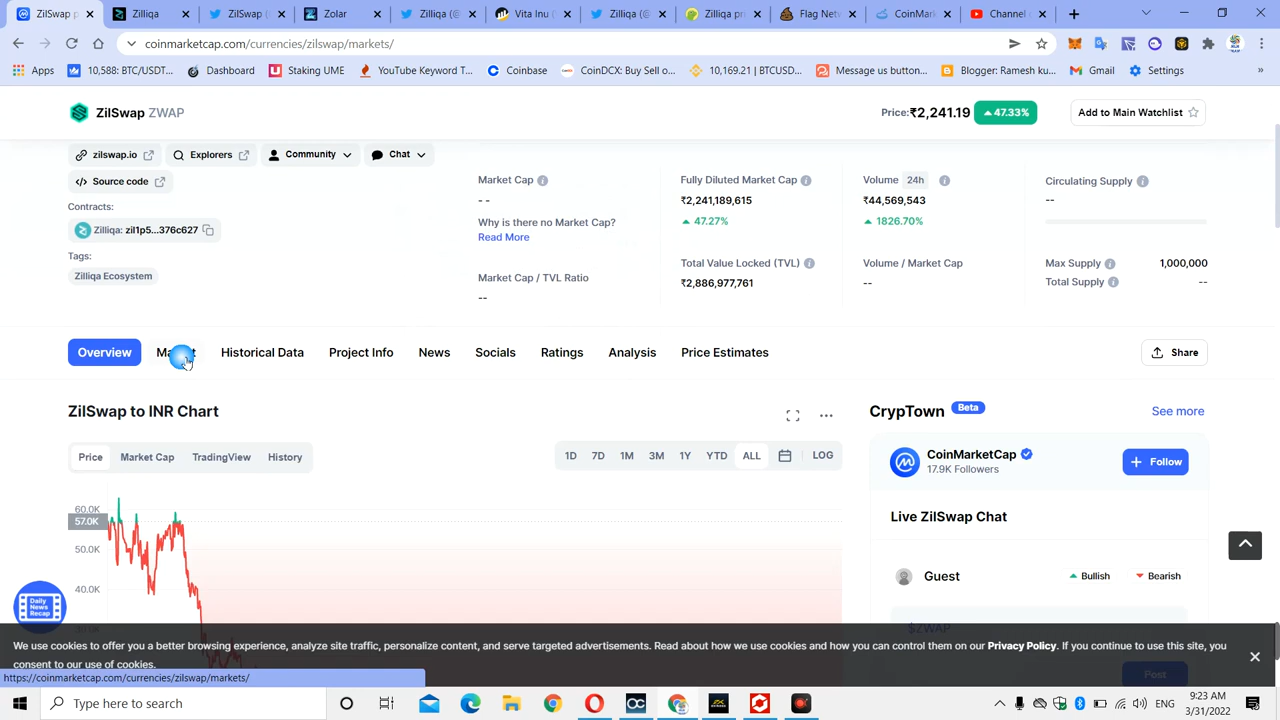 ZilSwap p
Zilliqa
ZilSwap (
Zolar
Zilliqa (@
Vita Inu (
Zilliqa (@
Zilliqa pr
Flag Netw
CoinMark
Channel c
coinmarketcap.com/currencies/zilswap/markets/
Apps
10,588: BTC/USDT...
Dashboard
Staking UME
YouTube Keyword T...
Coinbase
CoinDCX: Buy Sell o...
10,169.21 | BTCUSD...
Message us button...
Blogger: Ramesh ku...
Gmail
Settings
ZilSwap ZWAP
Price: ₹2,241.19 47.33%
Add to Main Watchlist
zilswap.io Explorers Community Chat
Source code
Contracts:
Zilliqa: zil1p5...376c627
Tags:
Zilliqa Ecosystem
Market Cap
- -
Why is there no Market Cap?
Read More
Market Cap / TVL Ratio
--
Fully Diluted Market Cap
₹2,241,189,615
47.27%
Total Value Locked (TVL)
₹2,886,977,761
Volume 24h
₹44,569,543
1826.70%
Volume / Market Cap
--
Circulating Supply
--
Max Supply 1,000,000
Total Supply --
Overview Historical Data Project Info News Socials Ratings Analysis Price Estimates
Share
ZilSwap to INR Chart
Price Market Cap TradingView History
1D 7D 1M 3M 1Y YTD ALL LOG
60.0K
57.0K
50.0K
40.0K
CrypTown Beta
See more
CoinMarketCap
17.9K Followers
Follow
Live ZilSwap Chat
Guest
Bullish Bearish
$ZWAP
Post
Daily
News
Recap
We use cookies to offer you a better browsing experience, analyze site traffic, personalize content, and serve targeted advertisements. Read about how we use cookies and how you can control them on our Privacy Policy. If you continue to use this site, you
consent to our use of cookies.
https://coinmarketcap.com/currencies/zilswap/markets/
Type here to search
ENG
9:23 AM
3/31/2022